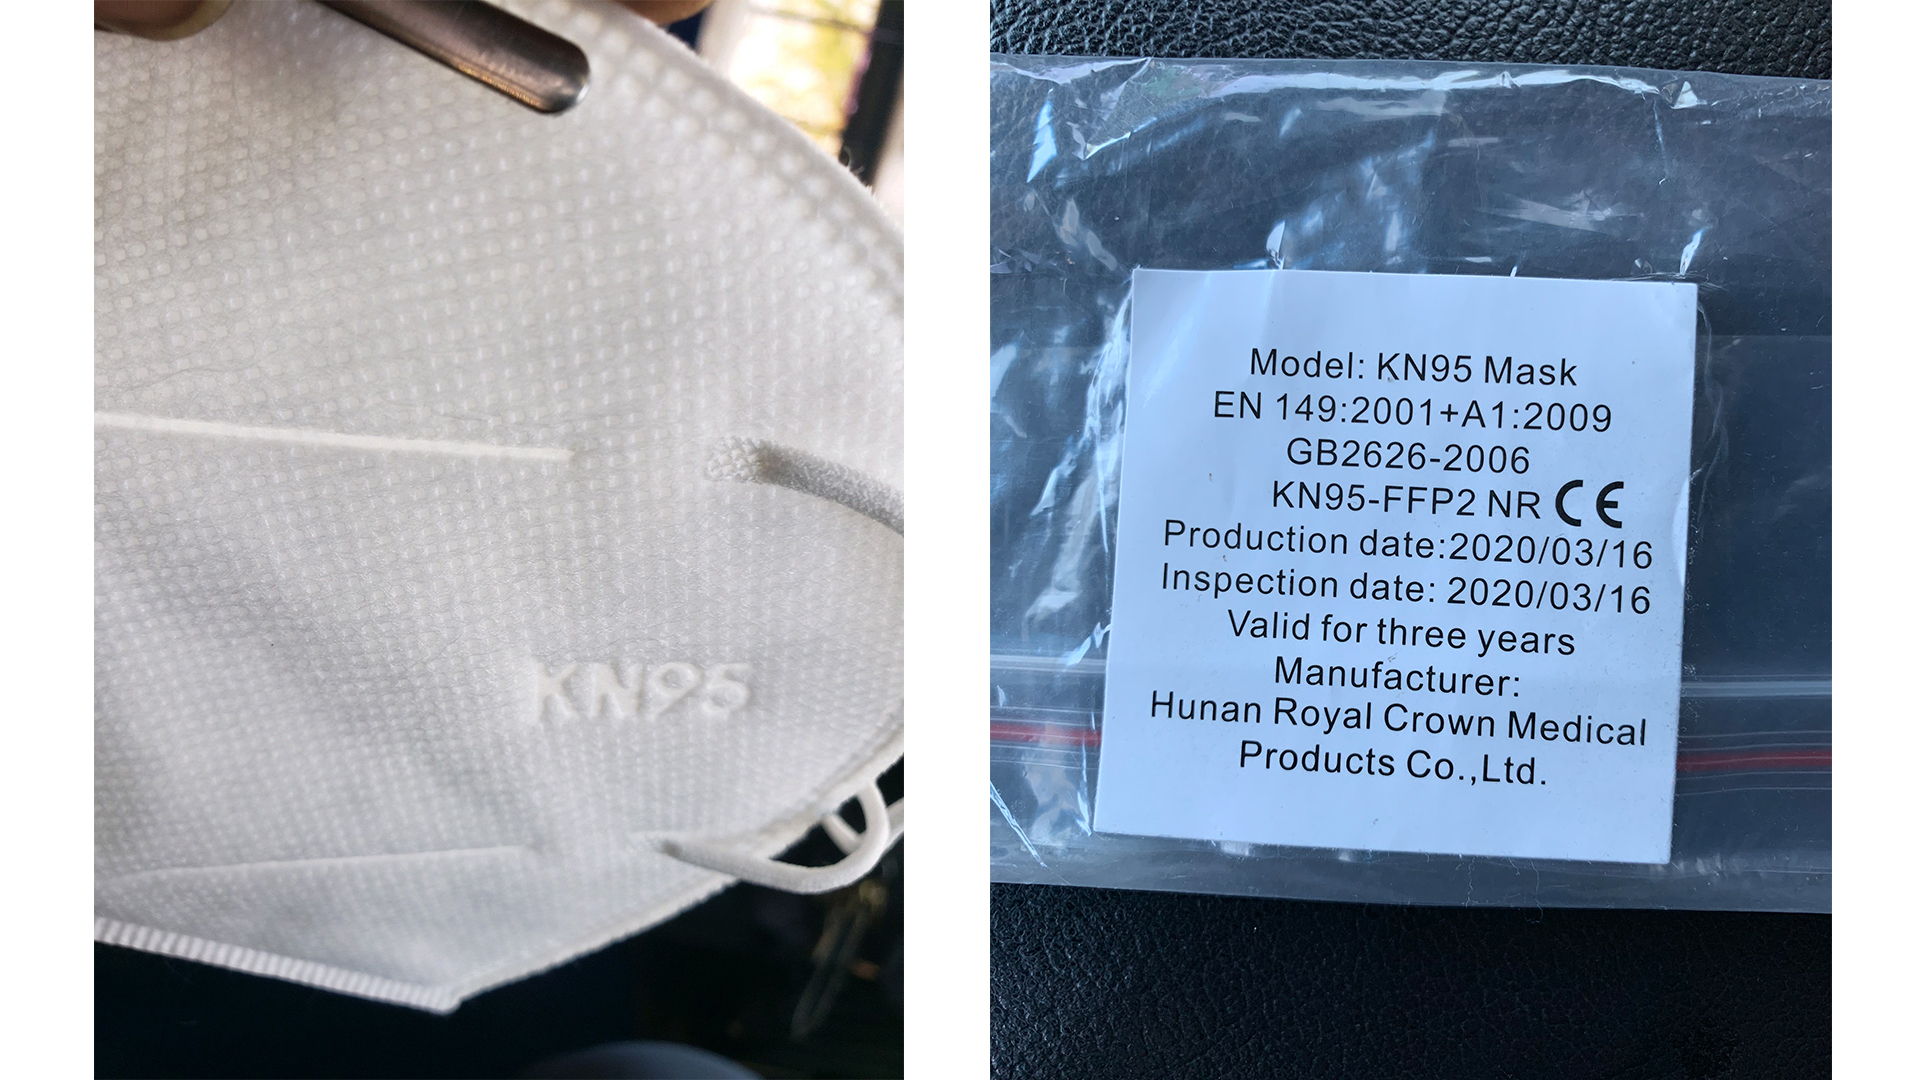 KN95
Model: KN95 Mask
EN 149:2001+A1:2009
GB2626-2006
KN95-FFP2 NR CE
Production date:2020/03/16
Inspection date: 2020/03/16
Valid for three years
Manufacturer:
Hunan Royal Crown Medical
Products Co.,Ltd.